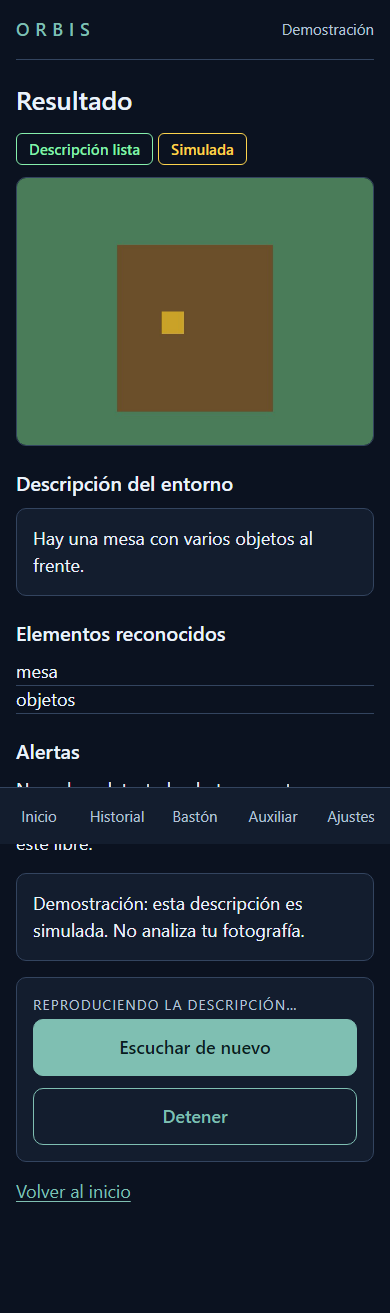 ORBIS
Demostración
Resultado
Descripción lista
Simulada
Descripción del entorno
Hay una mesa con varios objetos al
frente.
Elementos reconocidos
mesa
objetos
Alertas
Inicio
Historial
Bastón
Auxiliar
Ajustes
esté libre.
Demostración: esta descripción es
simulada. No analiza tu fotografía.
REPRODUCIENDO LA DESCRIPCIÓN…
Escuchar de nuevo
Detener
Volver al inicio